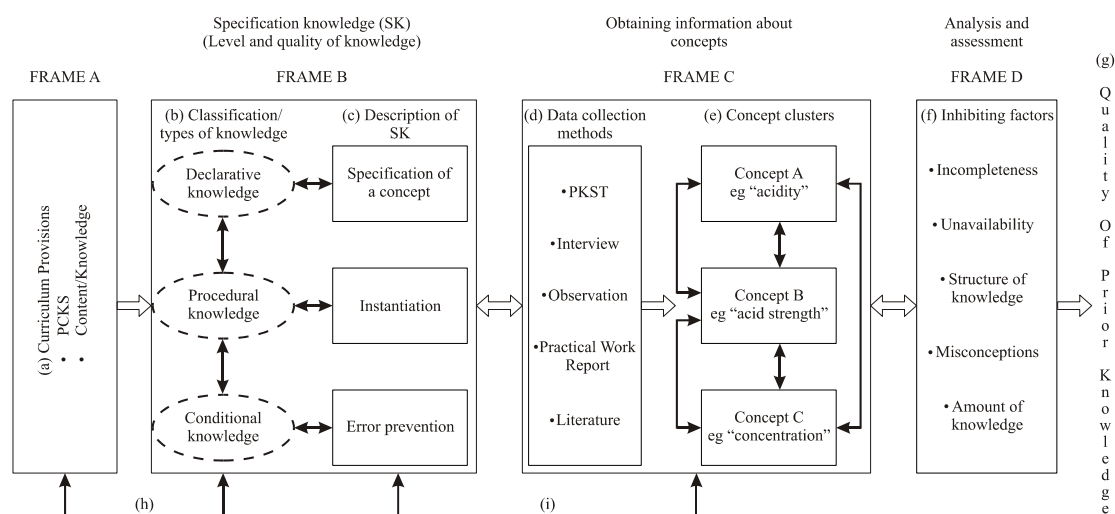 Specification knowledge (SK)
(Level and quality of knowledge)
Obtaining information about
concepts
Analysis and
assessment
FRAME A
FRAME B
FRAME C
FRAME D
(a) Curriculum Provisions
• PCKS
• Content/Knowledge
(b) Classification/
types of knowledge
Declarative
knowledge
Procedural
knowledge
Conditional
knowledge
(c) Description of
SK
Specification of
a concept
Instantiation
Error prevention
(d) Data collection
methods
•PKST
•Interview
•Observation
•Practical Work
Report
•Literature
(e) Concept clusters
Concept A
eg “acidity”
Concept B
eg “acid strength”
Concept C
eg “concentration”
(f) Inhibiting factors
• Incompleteness
• Unavailability
• Structure of
knowledge
• Misconceptions
• Amount of
knowledge
(g)
Quality Of Prior Knowledge
(h)
(i)